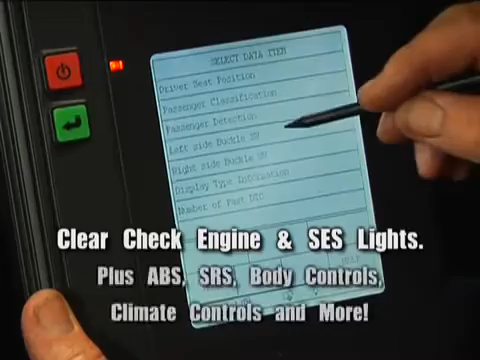 SELECT DATA ITEM
Driver Seat Position
Passenger Classification
Passenger Detection
Left side Buckle SW
Right side Buckle SW
Display Type Information
Number of Past DTC
Clear Check Engine & SES Lights.
Plus ABS, SRS, Body Controls,
Climate Controls and More!